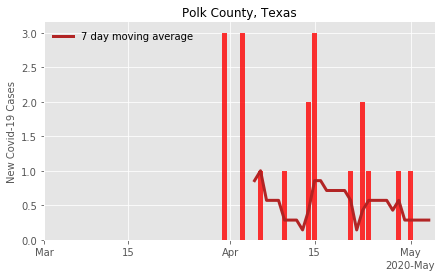 Polk County, Texas
7 day moving average
New Covid-19 Cases
3.0
2.5
2.0
1.5
1.0
0.5
0.0
Mar 15 Apr 15 May
2020-May